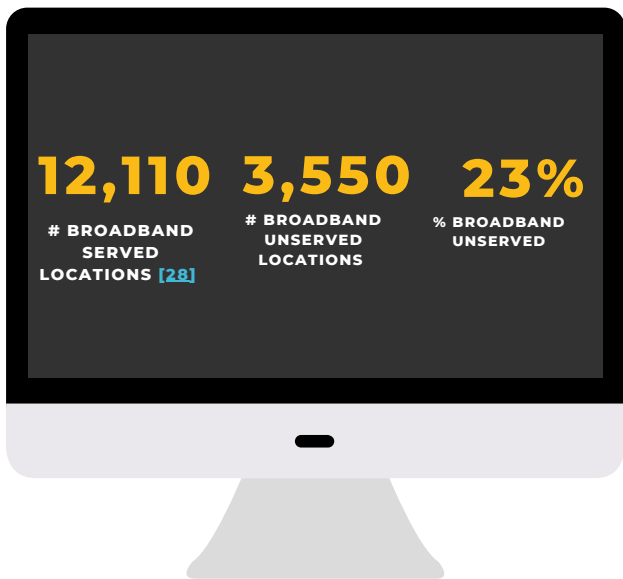 12,110
# BROADBAND
SERVED
LOCATIONS [28]
3,550
# BROADBAND
UNSERVED
LOCATIONS
23%
% BROADBAND
UNSERVED